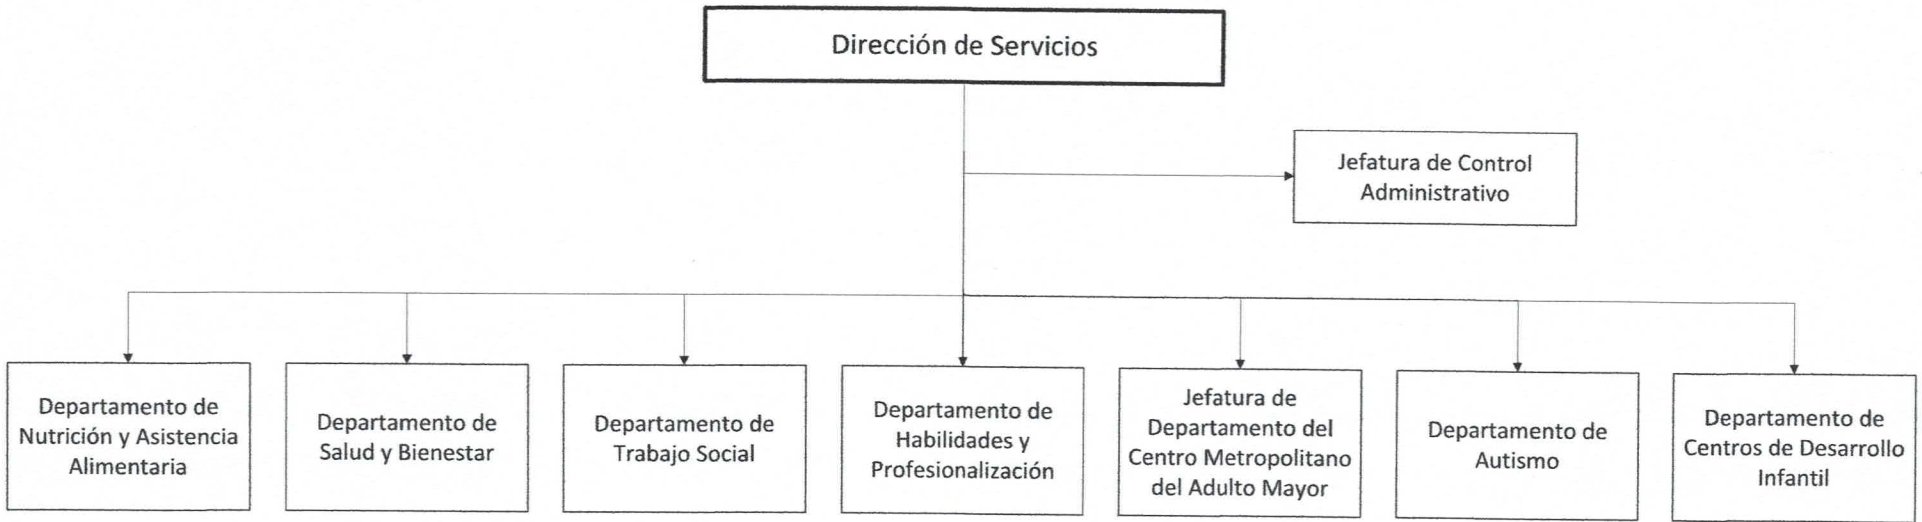 Dirección de Servicios
Jefatura de Control
Administrativo
Departamento de
Nutrición y Asistencia
Alimentaria
Departamento de
Salud y Bienestar
Departamento de
Trabajo Social
Departamento de
Habilidades y
Profesionalización
Jefatura de
Departamento del
Centro Metropolitano
del Adulto Mayor
Departamento de
Autismo
Departamento de
Centros de Desarrollo
Infantil